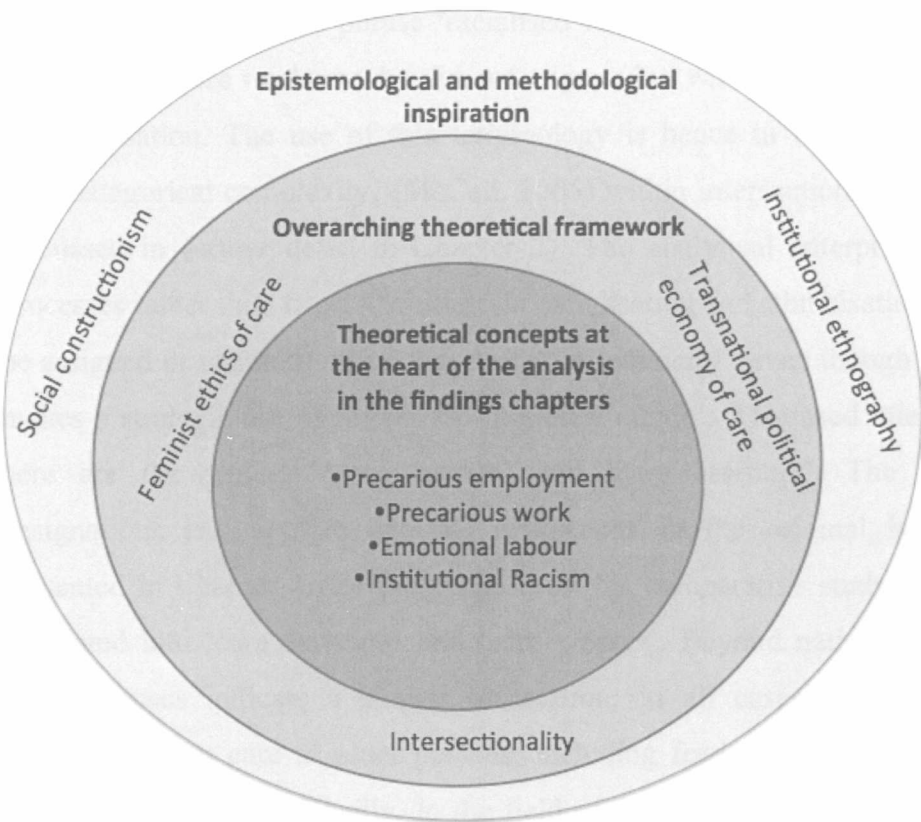 Epistemological and methodological
inspiration
Social constructionism
Institutional ethnography
Overarching theoretical framework
Feminist ethics of care
Transnational political
economy of care
Theoretical concepts at
the heart of the analysis
in the findings chapters
•Precarious employment
•Precarious work
•Emotional labour
•Institutional Racism
Intersectionality